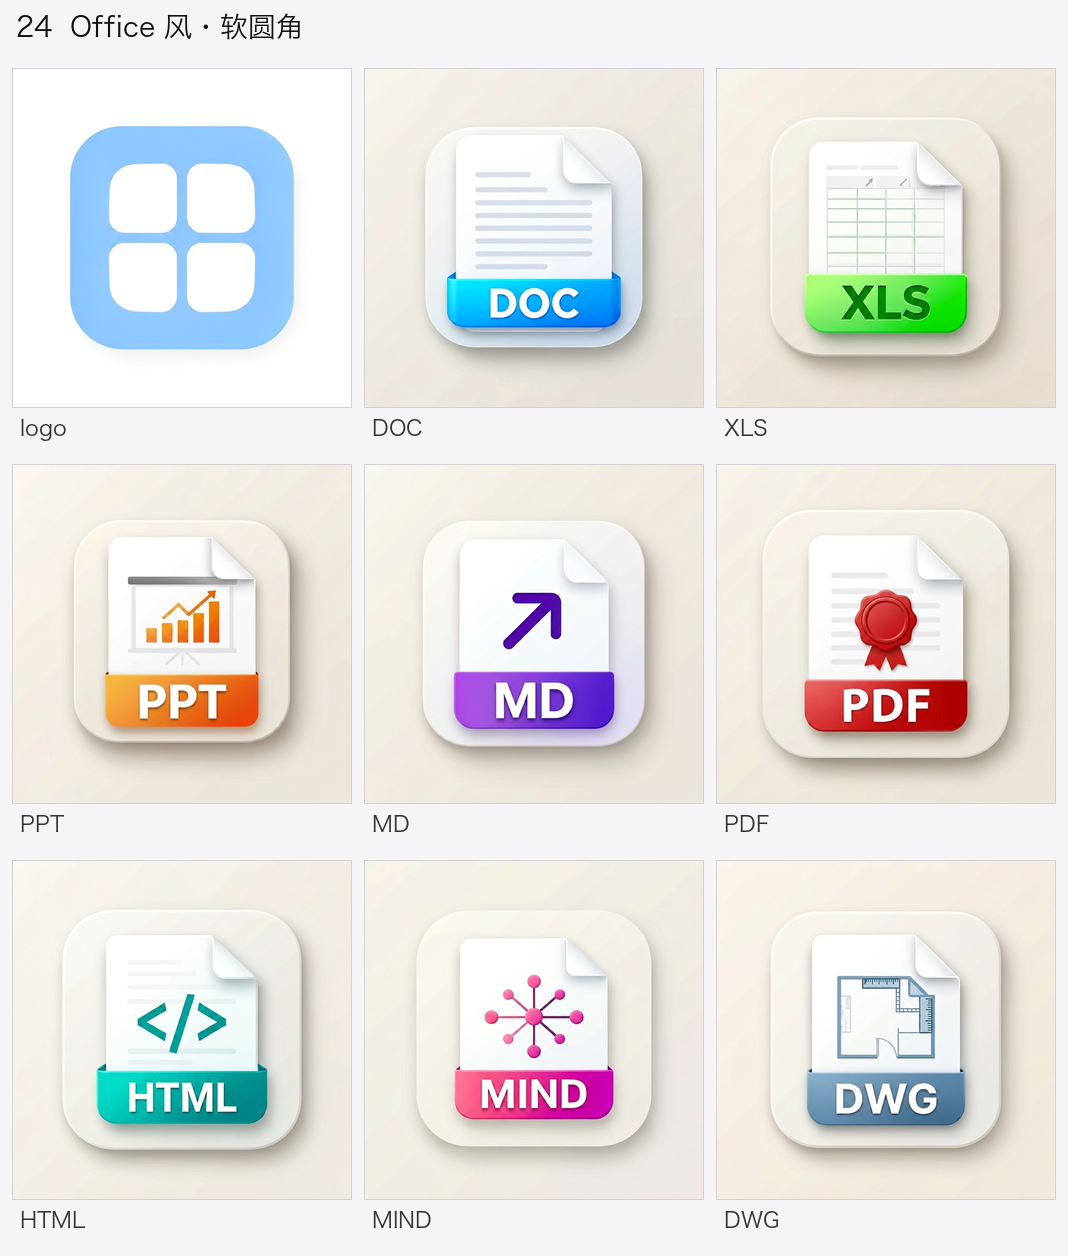 24 Office 风·软圆角
DOC
XLS
logo
DOC
XLS
PPT
MD
PDF
PPT
MD
PDF
HTML
MIND
DWG
HTML
MIND
DWG